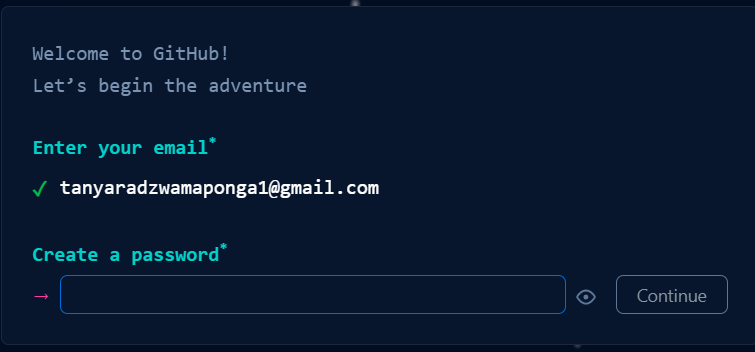 Welcome to GitHub!
Let’s begin the adventure
Enter your email*
✓ tanyaradzwamaponga1@gmail.com
Create a password*
→
Continue